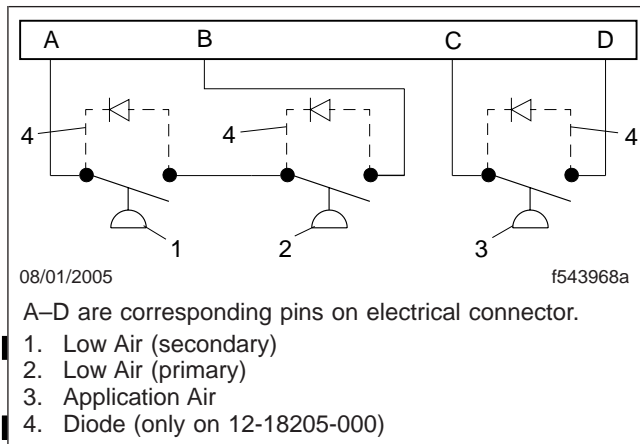 A B C D
4 4 4
1 2 3
08/01/2005 f543968a
A–D are corresponding pins on electrical connector.
1. Low Air (secondary)
2. Low Air (primary)
3. Application Air
4. Diode (only on 12-18205-000)